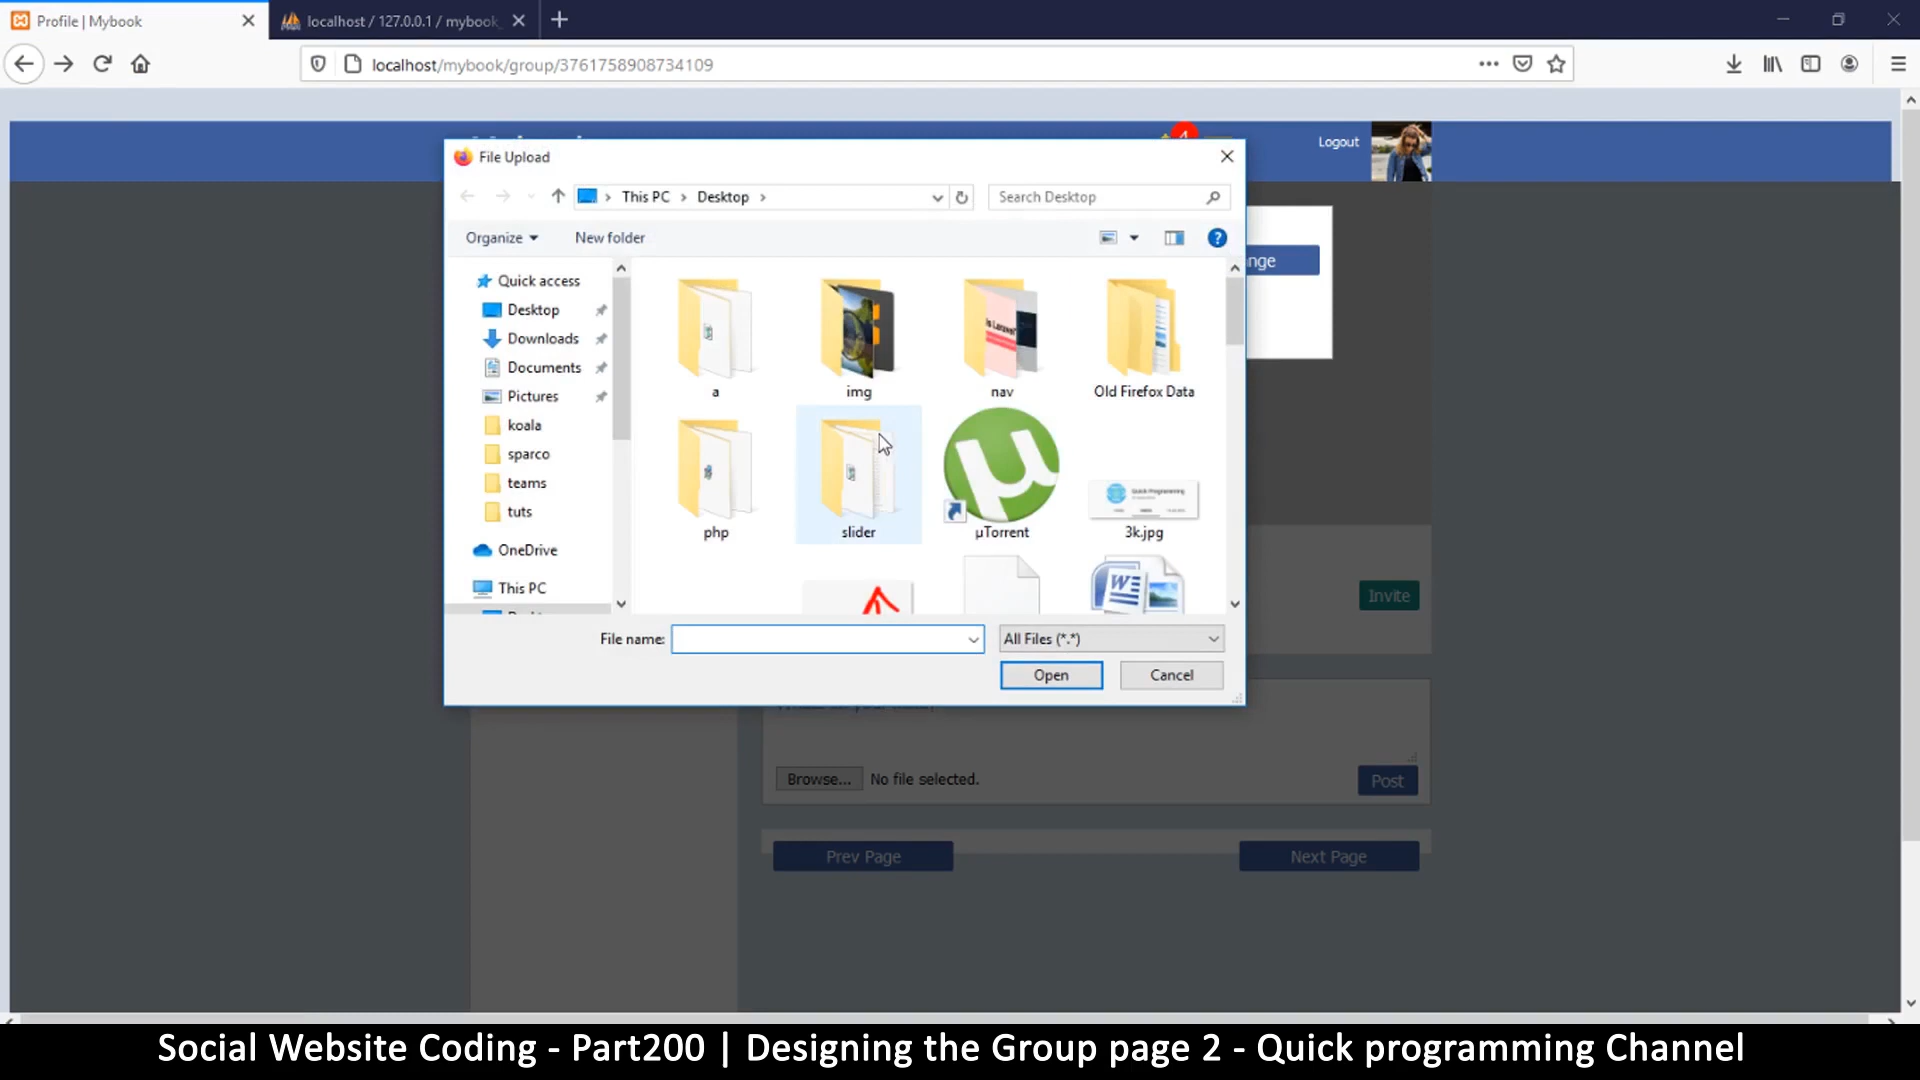 Profile | Mybook
localhost / 127.0.0.1 / mybook
localhost/mybook/group/3761758908734109
4
Logout
File Upload
This PC > Desktop >
Search Desktop
Organize
New folder
nge
Quick access
Desktop
Downloads
Documents
Pictures
koala
sparco
teams
tuts
OneDrive
This PC
a
img
nav
Old Firefox Data
php
slider
µTorrent
3k.jpg
Quick Programming
File name:
All Files (*.*)
Open
Cancel
Invite
Browse...
No file selected.
Post
Prev Page
Next Page
Social Website Coding - Part200 | Designing the Group page 2 - Quick programming Channel